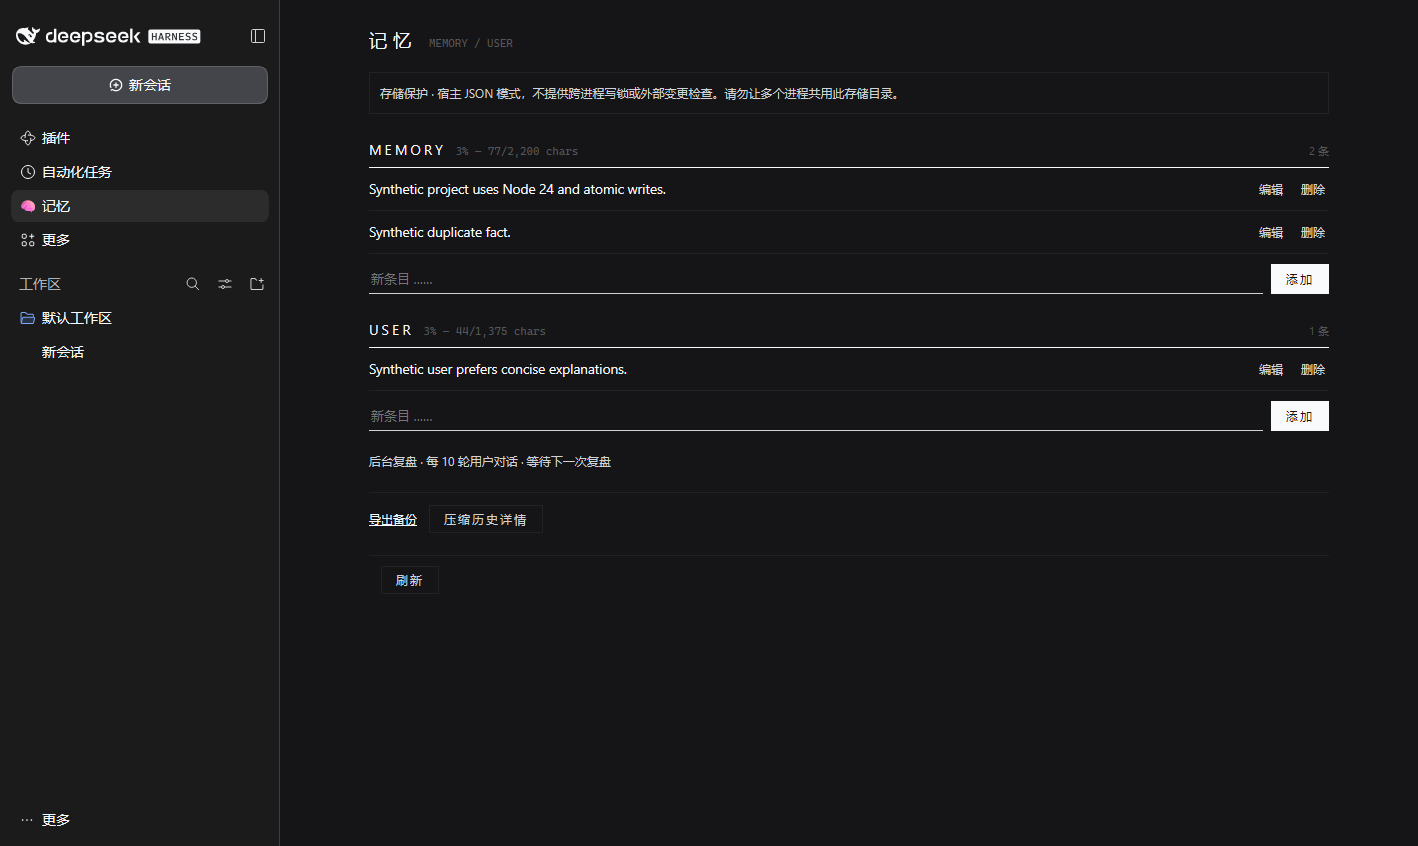 deepseek HARNESS
新会话
插件
自动化任务
记忆
更多
工作区
默认工作区
新会话
更多
记忆 MEMORY / USER
存储保护 · 宿主 JSON 模式，不提供跨进程写锁或外部变更检查。请勿让多个进程共用此存储目录。
MEMORY 3% — 77/2,200 chars 2 条
Synthetic project uses Node 24 and atomic writes. 编辑 删除
Synthetic duplicate fact. 编辑 删除
新条目 …… 添加
USER 3% — 44/1,375 chars 1 条
Synthetic user prefers concise explanations. 编辑 删除
新条目 …… 添加
后台复盘 · 每 10 轮用户对话 · 等待下一次复盘
导出备份 压缩历史详情
刷新